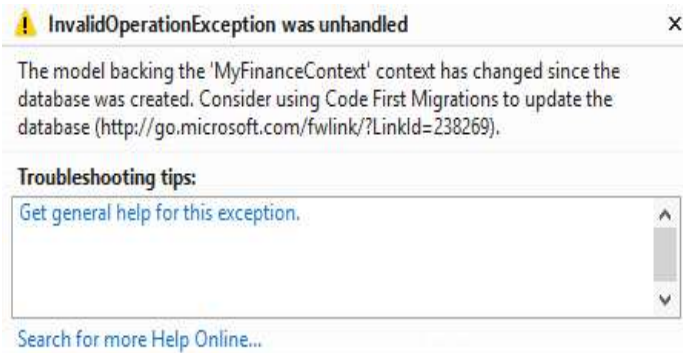 InvalidOperationException was unhandled
The model backing the 'MyFinanceContext' context has changed since the
database was created. Consider using Code First Migrations to update the
database (http://go.microsoft.com/fwlink/?LinkId=238269).
Troubleshooting tips:
Get general help for this exception.
Search for more Help Online...